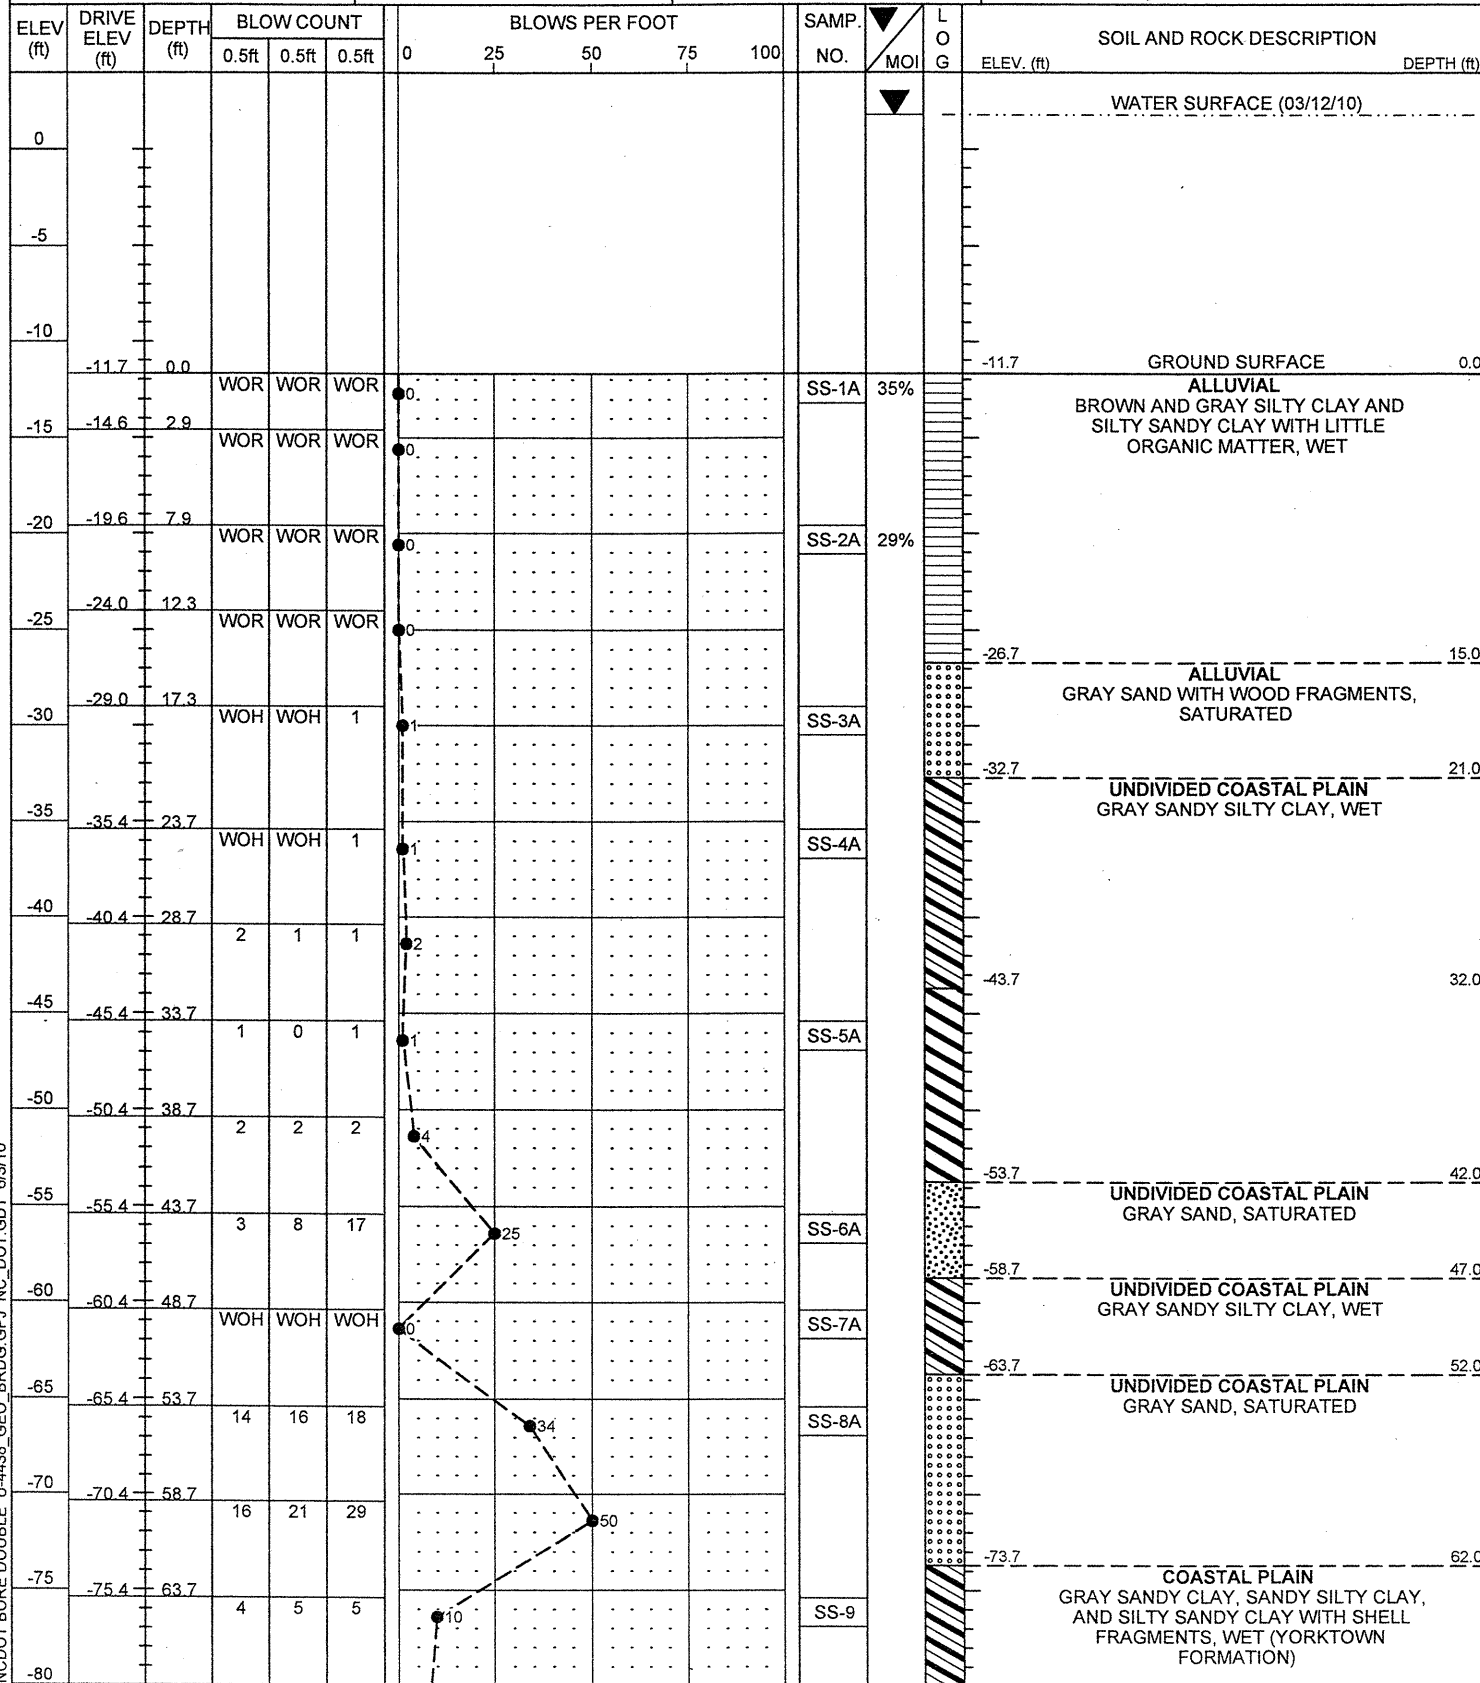 ELEV (ft) DRIVE ELEV (ft) DEPTH (ft) BLOW COUNT BLOWS PER FOOT SAMP. NO. MOI L O G SOIL AND ROCK DESCRIPTION
0.5ft 0.5ft 0.5ft 0 25 50 75 100 ELEV. (ft) DEPTH (ft)
WATER SURFACE (03/12/10)
0
-5
-10
-11.7 0.0 -11.7 GROUND SURFACE 0.0
WOR WOR WOR 0 SS-1A 35% ALLUVIAL
BROWN AND GRAY SILTY CLAY AND
-15 -14.6 2.9 SILTY SANDY CLAY WITH LITTLE
WOR WOR WOR 0 ORGANIC MATTER, WET
-20 -19.6 7.9
WOR WOR WOR 0 SS-2A 29%
-25 -24.0 12.3
WOR WOR WOR 0
-26.7 15.0
ALLUVIAL
-29.0 17.3 GRAY SAND WITH WOOD FRAGMENTS,
-30 WOH WOH 1 1 SS-3A SATURATED
-32.7 21.0
UNDIVIDED COASTAL PLAIN
-35 -35.4 23.7 GRAY SANDY SILTY CLAY, WET
WOH WOH 1 1 SS-4A
-40 -40.4 28.7
2 1 1 2
-43.7 32.0
-45 -45.4 33.7
1 0 1 1 SS-5A
-50 -50.4 38.7
2 2 2 4
-53.7 42.0
-55 -55.4 43.7 UNDIVIDED COASTAL PLAIN
3 8 17 25 SS-6A GRAY SAND, SATURATED
-58.7 47.0
-60 -60.4 48.7 UNDIVIDED COASTAL PLAIN
WOH WOH WOH 0 SS-7A GRAY SANDY SILTY CLAY, WET
-63.7 52.0
-65 -65.4 53.7 UNDIVIDED COASTAL PLAIN
14 16 18 34 SS-8A GRAY SAND, SATURATED
-70 -70.4 58.7
16 21 29 50
-73.7 62.0
-75 -75.4 63.7 COASTAL PLAIN
GRAY SANDY CLAY, SANDY SILTY CLAY,
4 5 5 10 SS-9 AND SILTY SANDY CLAY WITH SHELL
FRAGMENTS, WET (YORKTOWN
-80 FORMATION)
NCDOT BORE DOUBLE U-4438_GEO_BRDG.GPJ NC_DOT.GDT